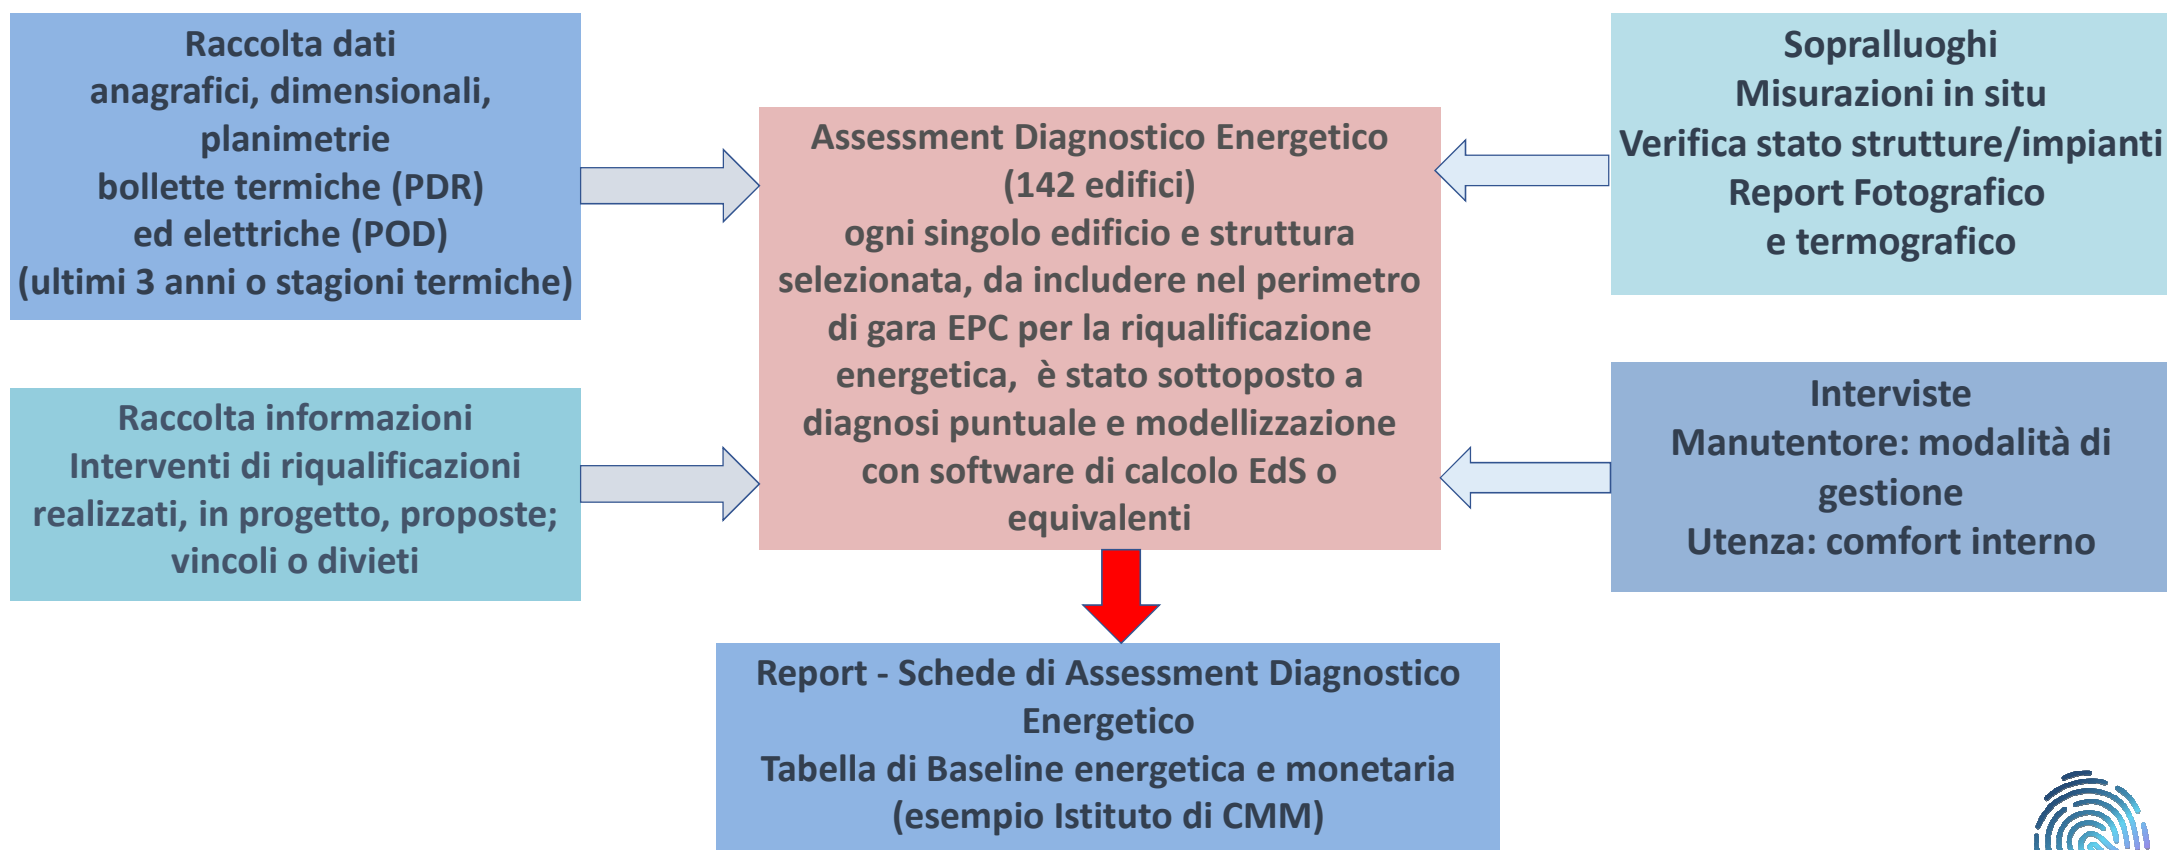 Raccolta dati
anagrafici, dimensionali,
planimetrie
bollette termiche (PDR)
ed elettriche (POD)
(ultimi 3 anni o stagioni termiche)
Raccolta informazioni
Interventi di riqualificazioni
realizzati, in progetto, proposte;
vincoli o divieti
Assessment Diagnostico Energetico
(142 edifici)
ogni singolo edificio e struttura
selezionata, da includere nel perimetro
di gara EPC per la riqualificazione
energetica, è stato sottoposto a
diagnosi puntuale e modellizzazione
con software di calcolo EdS o
equivalenti
Sopralluoghi
Misurazioni in situ
Verifica stato strutture/impianti
Report Fotografico
e termografico
Interviste
Manutentore: modalità di
gestione
Utenza: comfort interno
Report - Schede di Assessment Diagnostico
Energetico
Tabella di Baseline energetica e monetaria
(esempio Istituto di CMM)